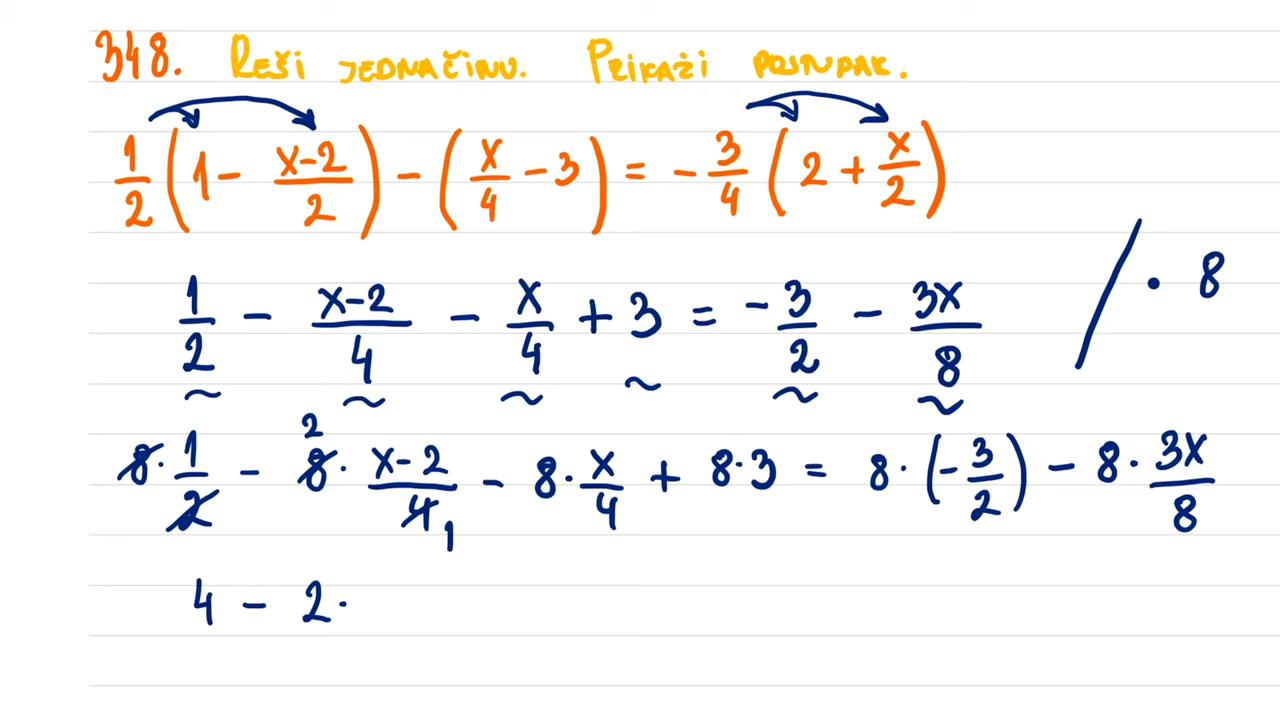 348. Reši jednačinu. Prikaži postupak.
1/2 (1 - (x-2)/2) - (x/4 - 3) = - 3/4 (2 + x/2)
1/2 - (x-2)/4 - x/4 + 3 = -3/2 - 3x/8 / · 8
8 · 1/2 - 8 2 · (x-2)/4 1 - 8 · x/4 + 8 · 3 = 8 · (-3/2) - 8 · 3x/8
4 - 2 ·